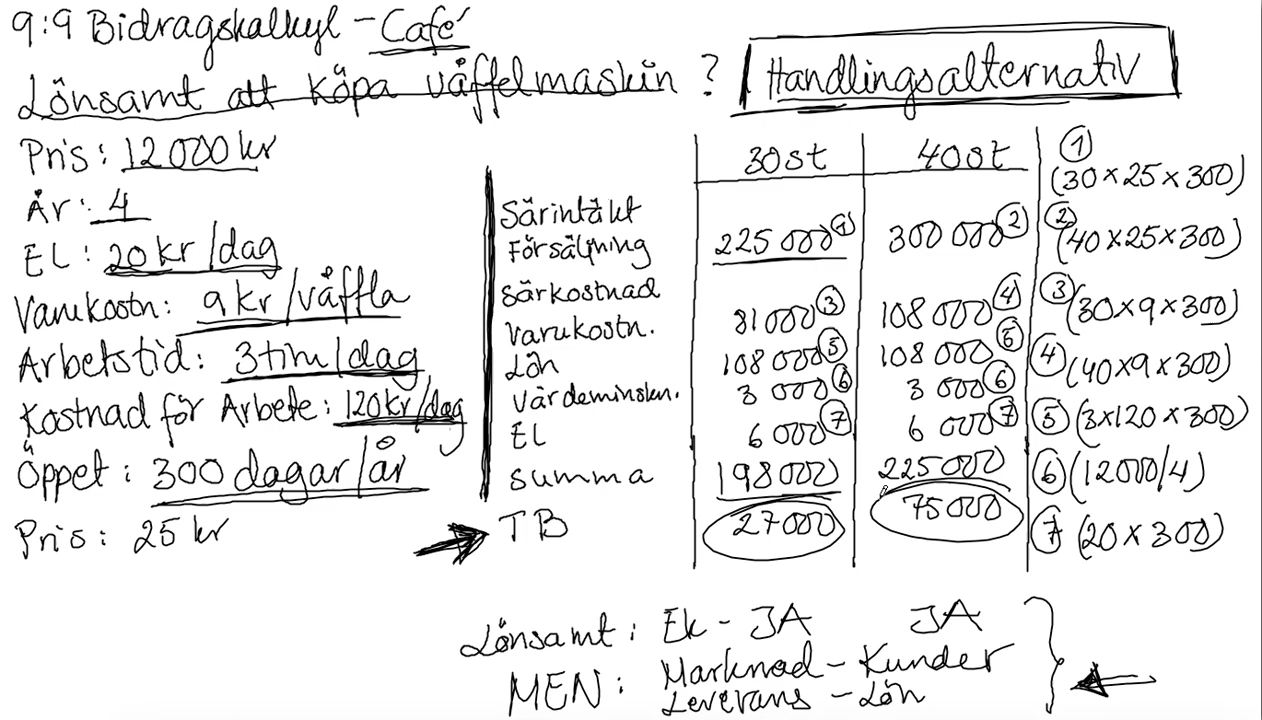 9:9 Bidragskalkyl - Café
Lönsamt att köpa våffelmaskin ?
Handlingsalternativ
Pris: 12 000 kr
År: 4
EL: 20 kr/dag
Varukostn: 9 kr/våffla
Arbetstid: 3 tim/dag
Kostnad för Arbete: 120 kr/dag
Öppet: 300 dagar/år
Pris: 25 kr
30 st 40 st
Särintäkt
Försäljning 225 000 ① 300 000 ②
Särkostnad
Varukostn. 81 000 ③ 108 000 ④
Lön 108 000 ⑤ 108 000 ⑤
Värdeminskn. 3 000 ⑥ 3 000 ⑥
EL 6 000 ⑦ 6 000 ⑦
Summa 198 000 225 000
TB 27 000 75 000
① (30 x 25 x 300)
② (40 x 25 x 300)
③ (30 x 9 x 300)
④ (40 x 9 x 300)
⑤ (3 x 120 x 300)
⑥ (12000/4)
⑦ (20 x 300)
Lönsamt: Ek - JA JA
MEN: Marknad - Kunder
Leverans - Lön